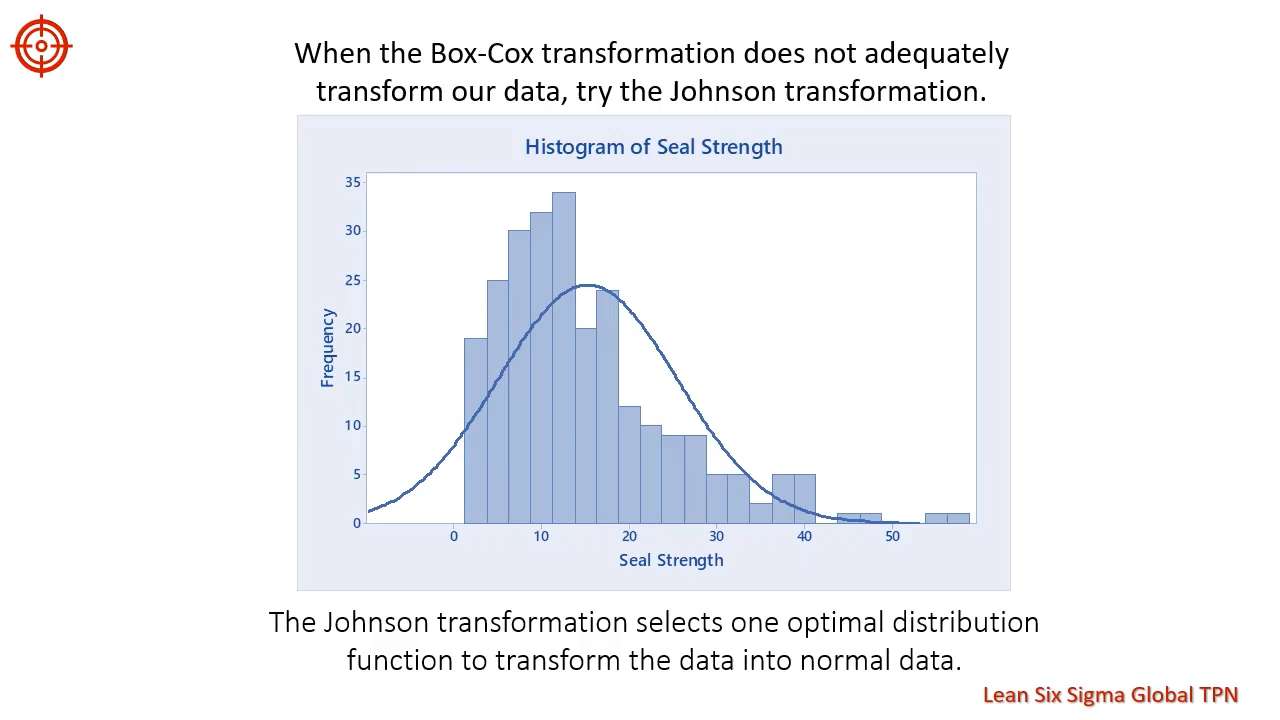 When the Box-Cox transformation does not adequately
transform our data, try the Johnson transformation.
Histogram of Seal Strength
35
30
25
20
15
10
5
0
Frequency
0 10 20 30 40 50
Seal Strength
The Johnson transformation selects one optimal distribution
function to transform the data into normal data.
Lean Six Sigma Global TPN